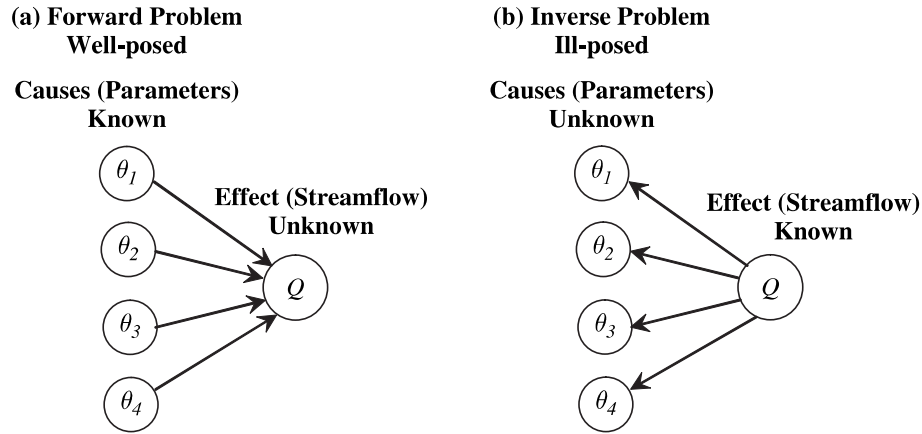 (a) Forward Problem
Well-posed
Causes (Parameters)
Known
θ1
Effect (Streamflow)
Unknown
θ2
Q
θ3
θ4
(b) Inverse Problem
Ill-posed
Causes (Parameters)
Unknown
θ1
Effect (Streamflow)
Known
θ2
Q
θ3
θ4